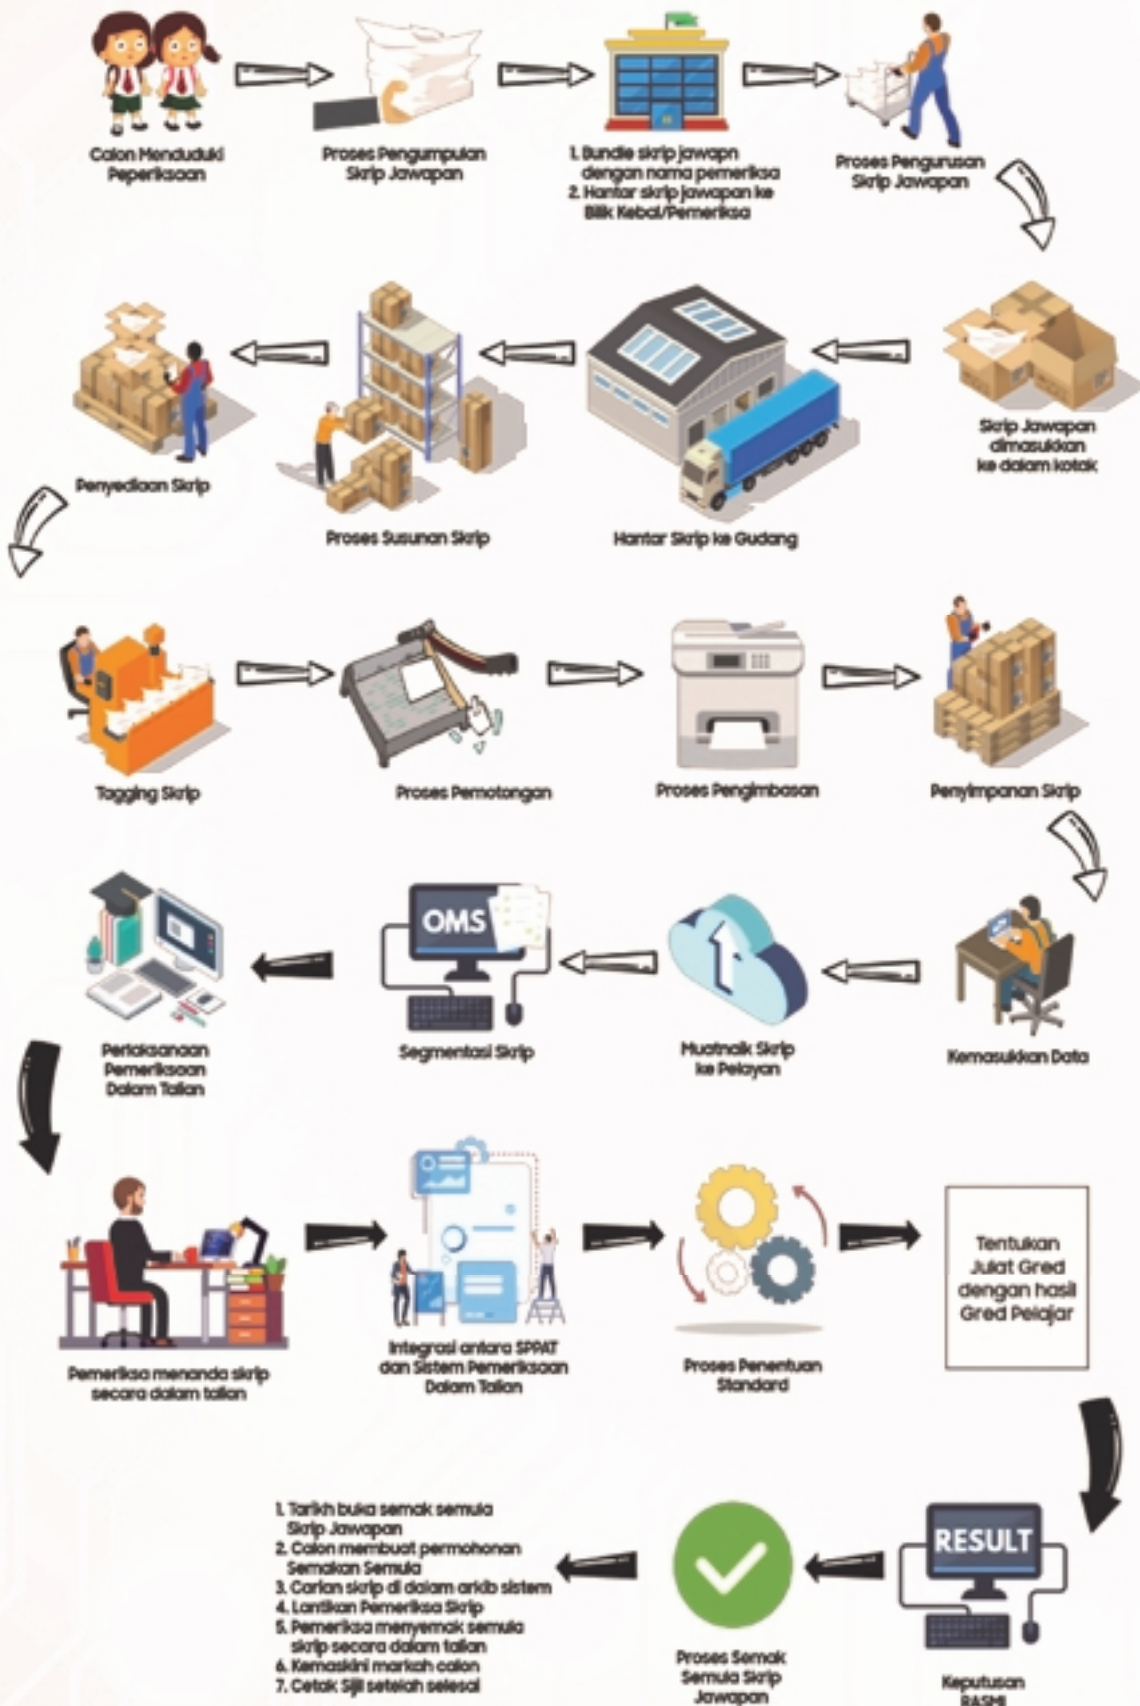 Calon Menduduki
Peperiksaan
Proses Pengumpulan
Skrip Jawapan
1. Bundle skrip jawapn
dengan nama pemeriksa
2. Hantar skrip jawapan ke
Bilik Kebal/Pemeriksa
Proses Pengurusan
Skrip Jawapan
Skrip Jawapan
dimasukkan
ke dalam kotak
Hantar Skrip ke Gudang
Proses Susunan Skrip
Penyediaan Skrip
Tagging Skrip
Proses Pemotongan
Proses Pengimbasan
Penyimpanan Skrip
Kemasukkan Data
Muatnaik Skrip
ke Pelayan
OMS
Segmentasi Skrip
Perlaksanaan
Pemeriksaan
Dalam Talian
Pemeriksa menanda skrip
secara dalam talian
Integrasi antara SPPAT
dan Sistem Pemeriksaan
Dalam Talian
Proses Penentuan
Standard
Tentukan
Julat Gred
dengan hasil
Gred Pelajar
RESULT
Keputusan
RASMI
Proses Semak
Semula Skrip
Jawapan
1. Tarikh buka semak semula
Skrip Jawapan
2. Calon membuat permohonan
Semakan Semula
3. Carian skrip di dalam arkib sistem
4. Lantikan Pemeriksa Skrip
5. Pemeriksa menyemak semula
skrip secara dalam talian
6. Kemaskini markah calon
7. Cetak Sijil setelah selesai